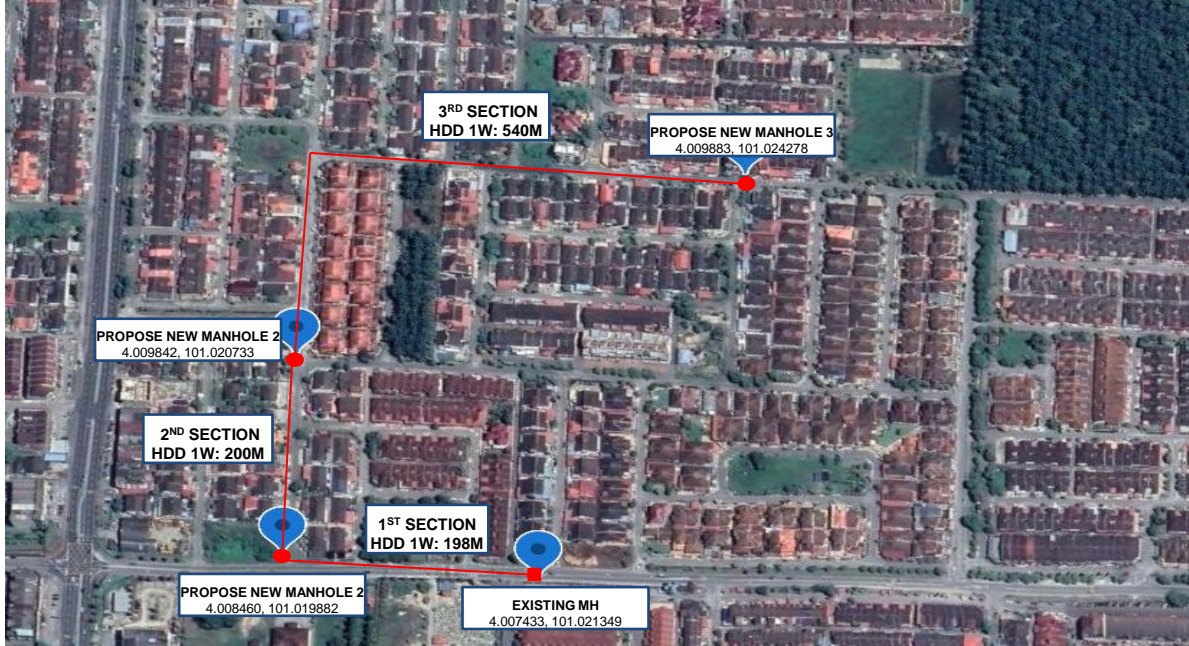 3RD SECTION
HDD 1W: 540M
PROPOSE NEW MANHOLE 3
4.009883, 101.024278
PROPOSE NEW MANHOLE 2
4.009842, 101.020733
2ND SECTION
HDD 1W: 200M
1ST SECTION
HDD 1W: 198M
PROPOSE NEW MANHOLE 2
4.008460, 101.019882
EXISTING MH
4.007433, 101.021349